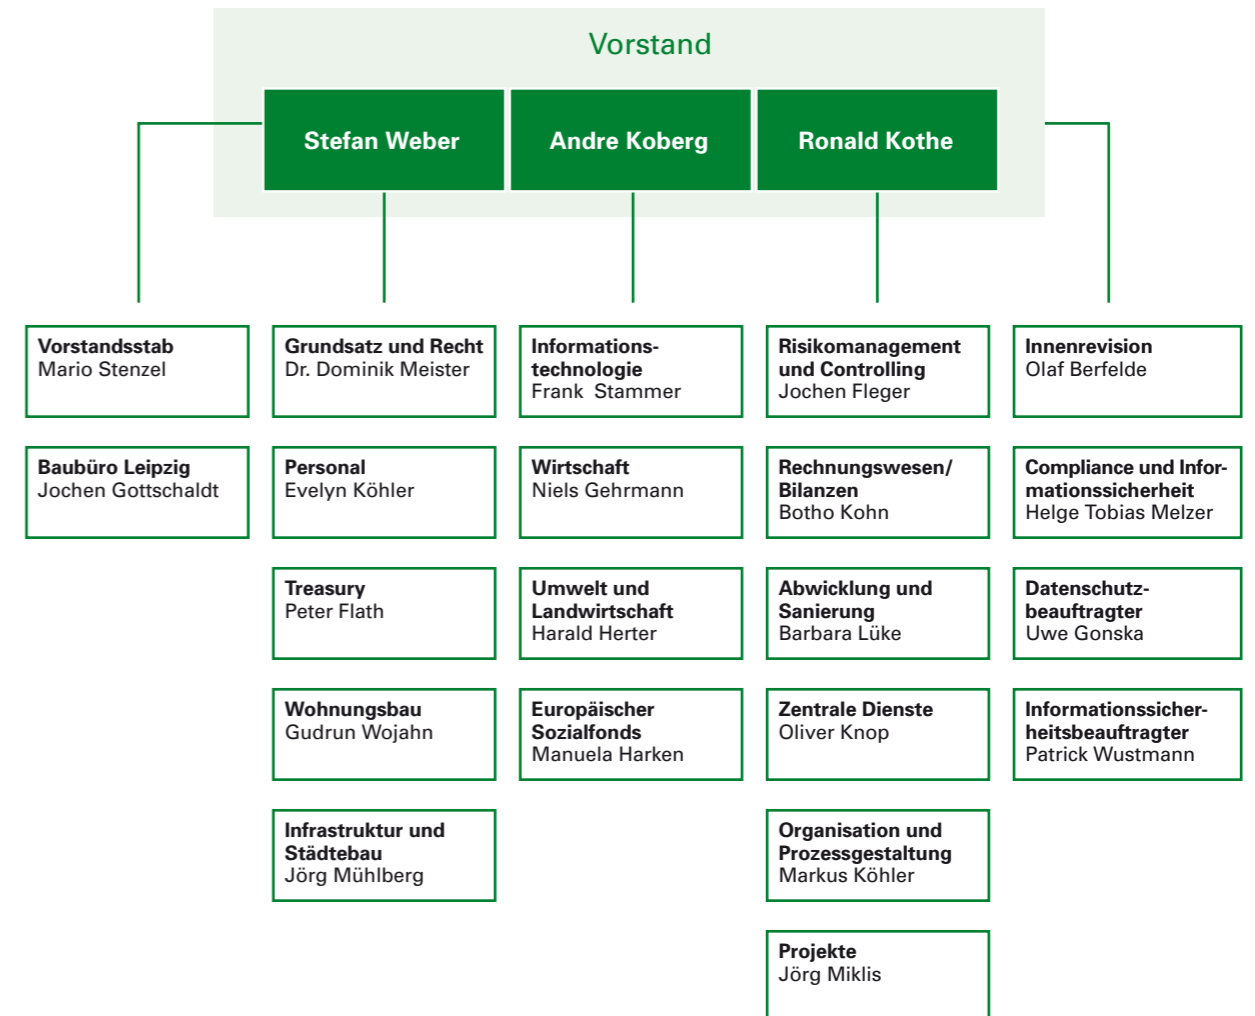 Vorstand
Stefan Weber
Andre Koberg
Ronald Kothe
Vorstandsstab
Mario Stenzel
Baubüro Leipzig
Jochen Gottschaldt
Grundsatz und Recht
Dr. Dominik Meister
Personal
Evelyn Köhler
Treasury
Peter Flath
Wohnungsbau
Gudrun Wojahn
Infrastruktur und
Städtebau
Jörg Mühlberg
Informations-
technologie
Frank Stammer
Wirtschaft
Niels Gehrmann
Umwelt und
Landwirtschaft
Harald Herter
Europäischer
Sozialfonds
Manuela Harken
Risikomanagement
und Controlling
Jochen Fleger
Rechnungswesen/
Bilanzen
Botho Kohn
Abwicklung und
Sanierung
Barbara Lüke
Zentrale Dienste
Oliver Knop
Organisation und
Prozessgestaltung
Markus Köhler
Projekte
Jörg Miklis
Innenrevision
Olaf Berfelde
Compliance und Infor-
mationssicherheit
Helge Tobias Melzer
Datenschutz-
beauftragter
Uwe Gonska
Informationssicher-
heitsbeauftragter
Patrick Wustmann